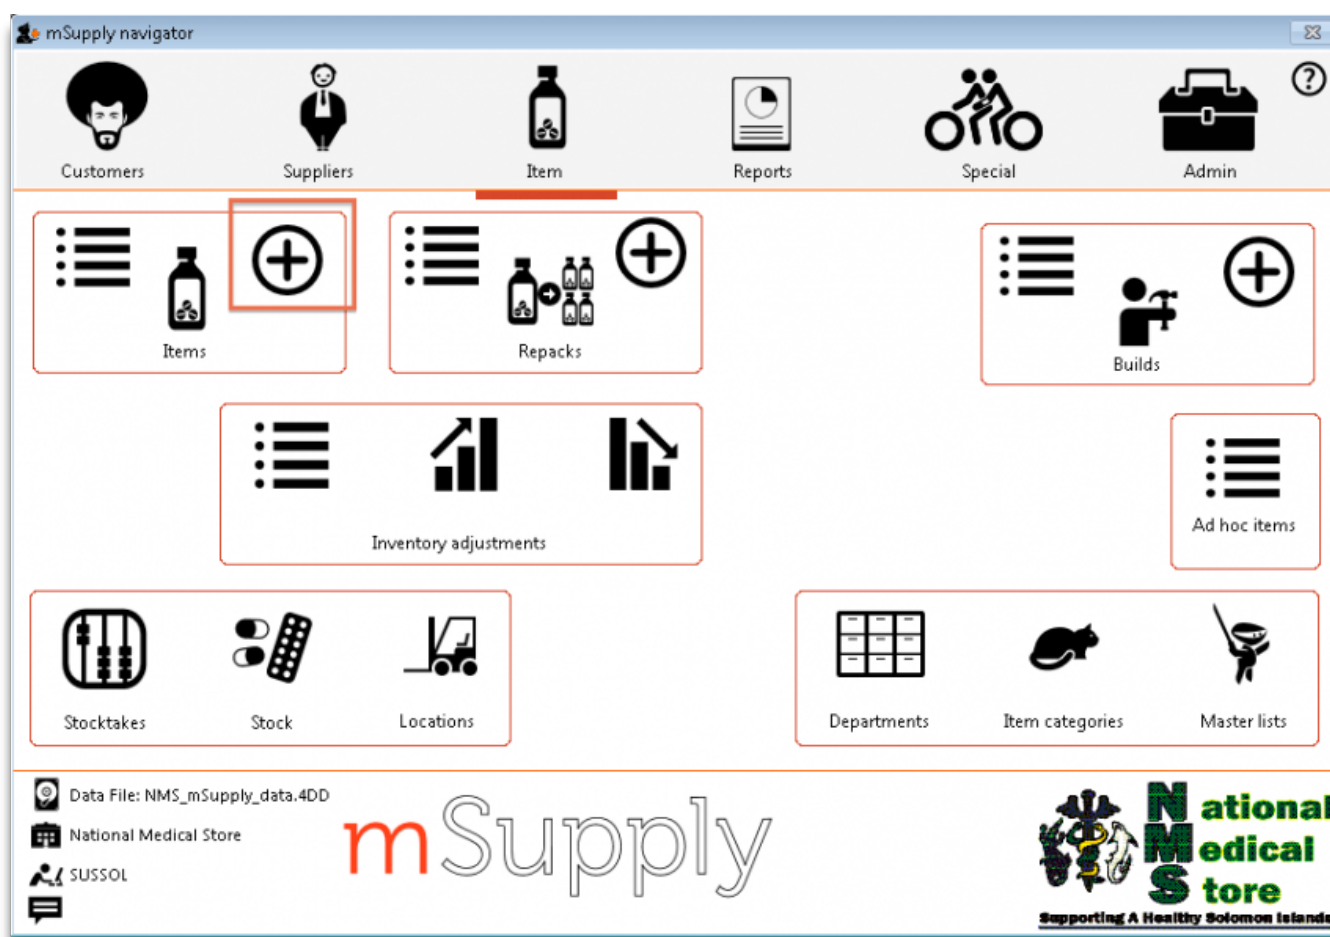 mSupply navigator
Customers
Suppliers
Item
Reports
Special
Admin
?
Items
Repacks
Builds
Inventory adjustments
Ad hoc items
Stocktakes
Stock
Locations
Departments
Item categories
Master lists
Data File: NMS_mSupply_data.4DD
National Medical Store
SUSSOL
mSupply
National
Medical
Store
Supporting A Healthy Solomon Islands